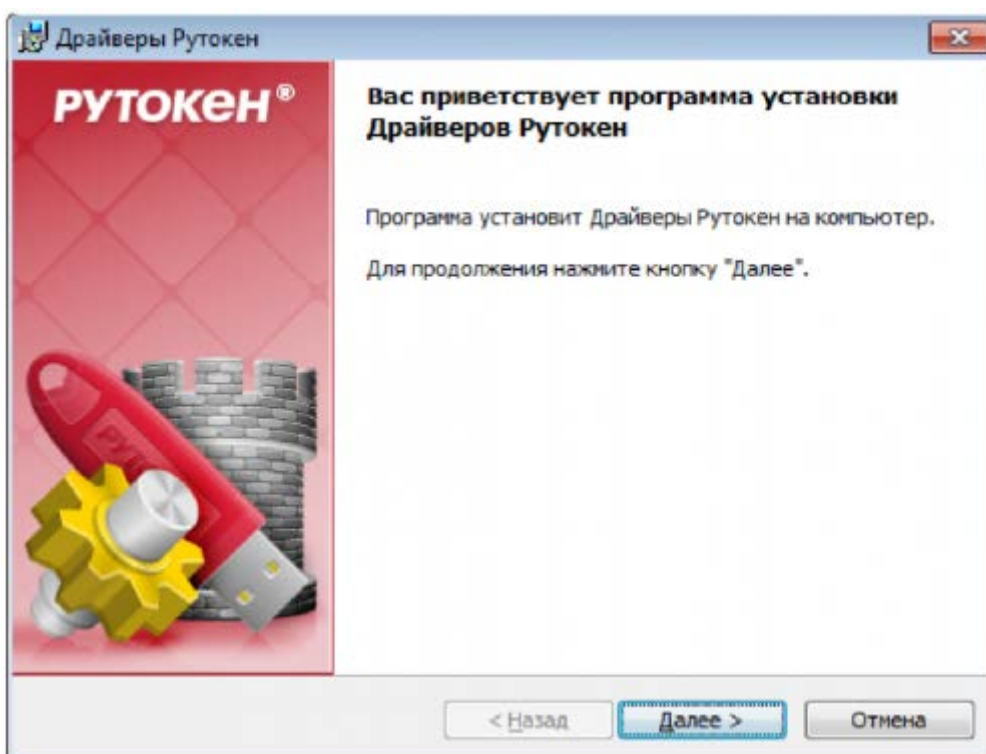 Драйверы Рутокен
РУТОКЕН®
Вас приветствует программа установки
Драйверов Рутокен
Программа установит Драйверы Рутокен на компьютер.
Для продолжения нажмите кнопку "Далее".
< Назад
Далее >
Отмена